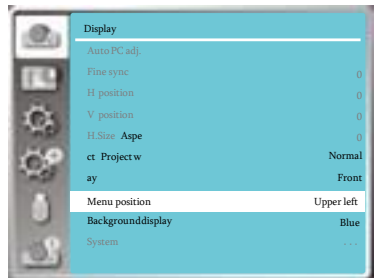 Display
Auto PC adj.
Fine sync 0
H position 0
V position 0
H.Size Aspe 0
ct Project w Normal
ay Front
Menu position Upper left
Backgrounddisplay Blue
System ...